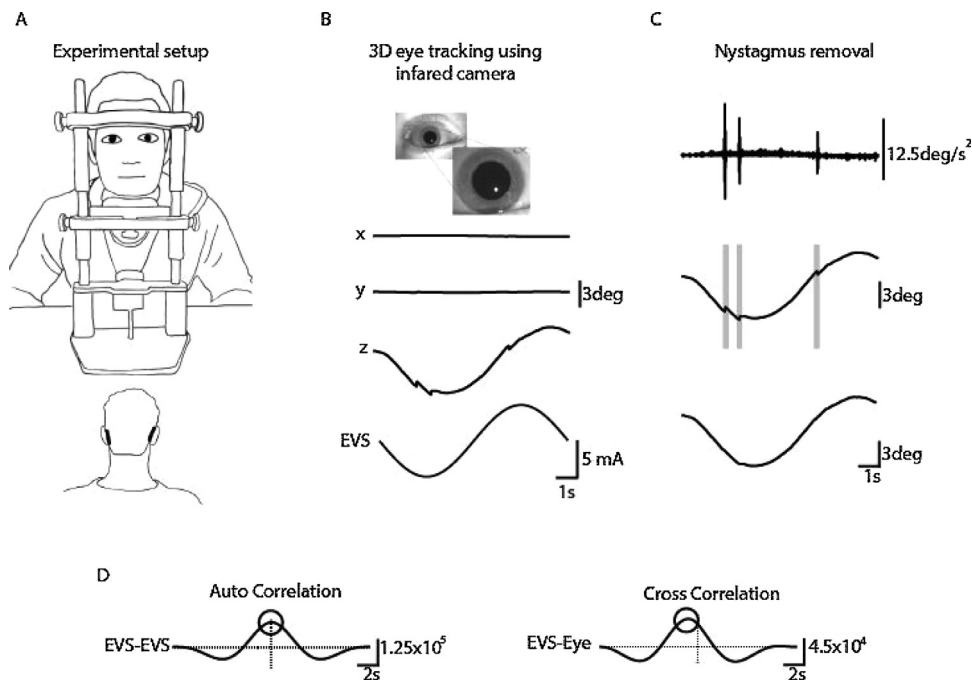 A
Experimental setup
B
3D eye tracking using
infared camera
x
y
3deg
z
EVS
5 mA
1s
C
Nystagmus removal
12.5deg/s²
3deg
3deg
1s
D
Auto Correlation
EVS-EVS
1.25x10⁵
2s
Cross Correlation
EVS-Eye
4.5x10⁴
2s